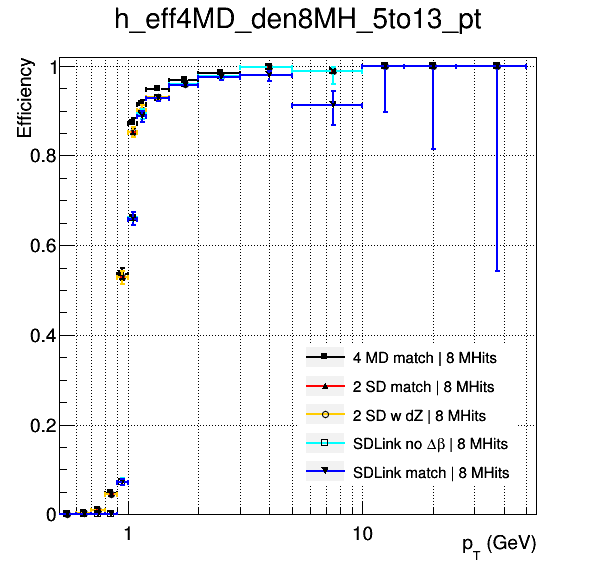 h_eff4MD_den8MH_5to13_pt
Efficiency
1
0.8
0.6
0.4
0.2
0
4 MD match | 8 MHits
2 SD match | 8 MHits
2 SD w dZ | 8 MHits
SDLink no Δβ | 8 MHits
SDLink match | 8 MHits
1
10
p_T (GeV)